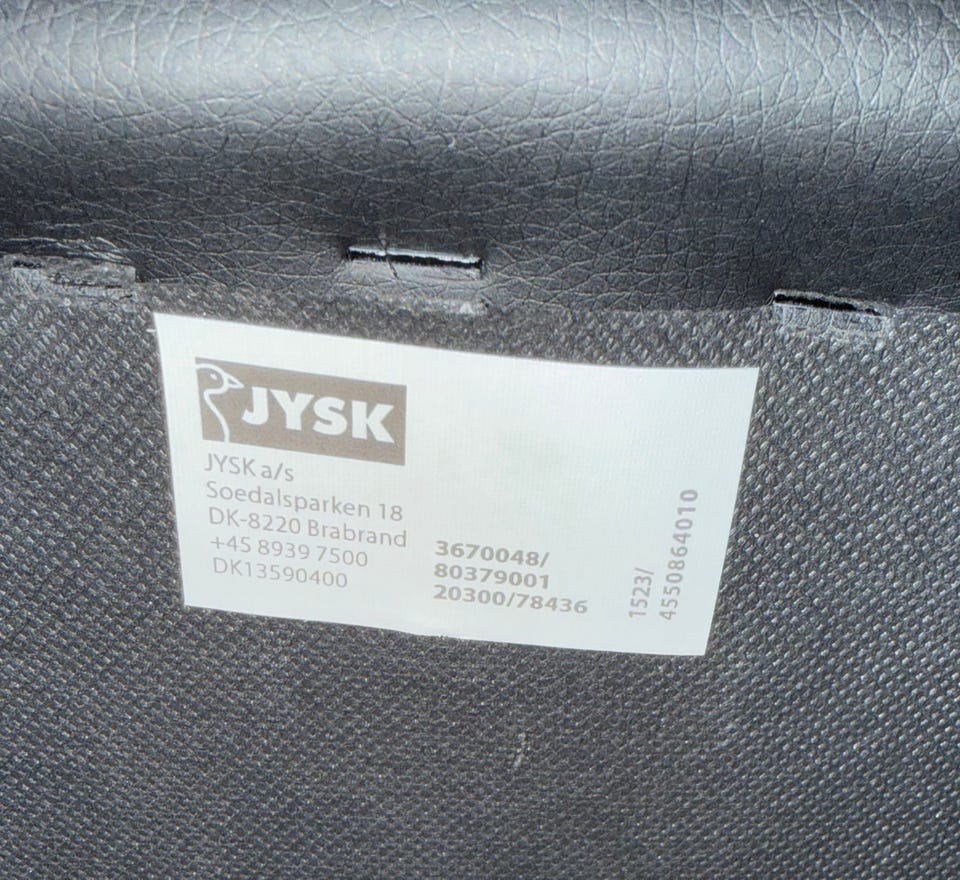 JYSK
JYSK a/s
Soedalsparken 18
DK-8220 Brabrand
+45 8939 7500
DK13590400
3670048/
80379001
20300/78436
1523/
4550864010